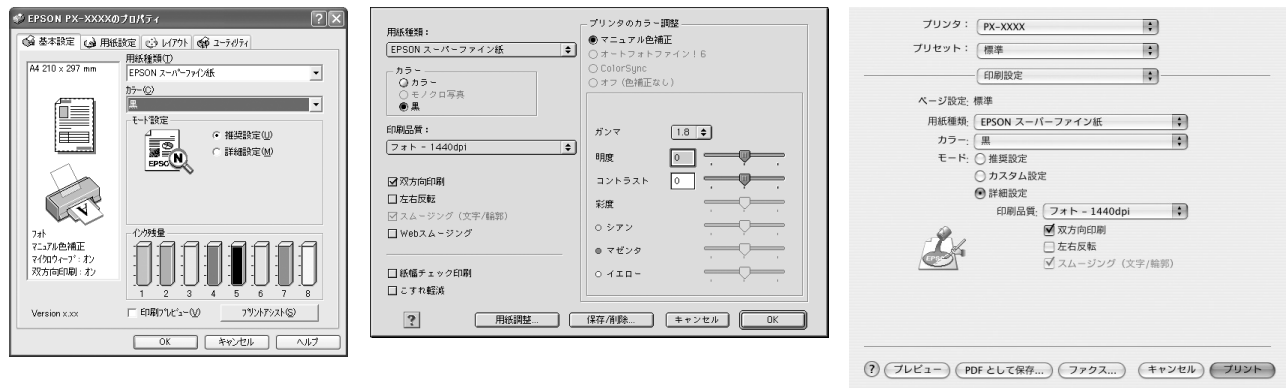 EPSON PX-XXXXのプロパティ
基本設定 用紙設定 レイアウト ユーティリティ
A4 210 x 297 mm
用紙種類(T)
EPSON スーパーファイン紙
カラー(C)
黒
モード設定
推奨設定(U)
詳細設定(M)
EPSO
N
フォト
マニュアル色補正
マイクロウィーブ: オン
双方向印刷: オン
インク残量
1 2 3 4 5 6 7 8
Version x.xx
印刷プレビュー(V)
プリントアシスト(S)
OK キャンセル ヘルプ
用紙種類:
EPSON スーパーファイン紙
カラー
カラー
モノクロ写真
黒
印刷品質:
フォト - 1440dpi
双方向印刷
左右反転
スムージング (文字/輪郭)
Webスムージング
紙幅チェック印刷
こすれ軽減
プリンタのカラー調整
マニュアル色補正
オートフォトファイン!6
ColorSync
オフ (色補正なし)
ガンマ 1.8
明度 0
コントラスト 0
彩度
シアン
マゼンタ
イエロー
? 用紙調整... 保存/削除... キャンセル OK
プリンタ: PX-XXXX
プリセット: 標準
印刷設定
ページ設定: 標準
用紙種類: EPSON スーパーファイン紙
カラー: 黒
モード: 推奨設定
カスタム設定
詳細設定
印刷品質: フォト - 1440dpi
双方向印刷
左右反転
スムージング (文字/輪郭)
EPSO
? プレビュー PDF として保存... ファクス... キャンセル プリント